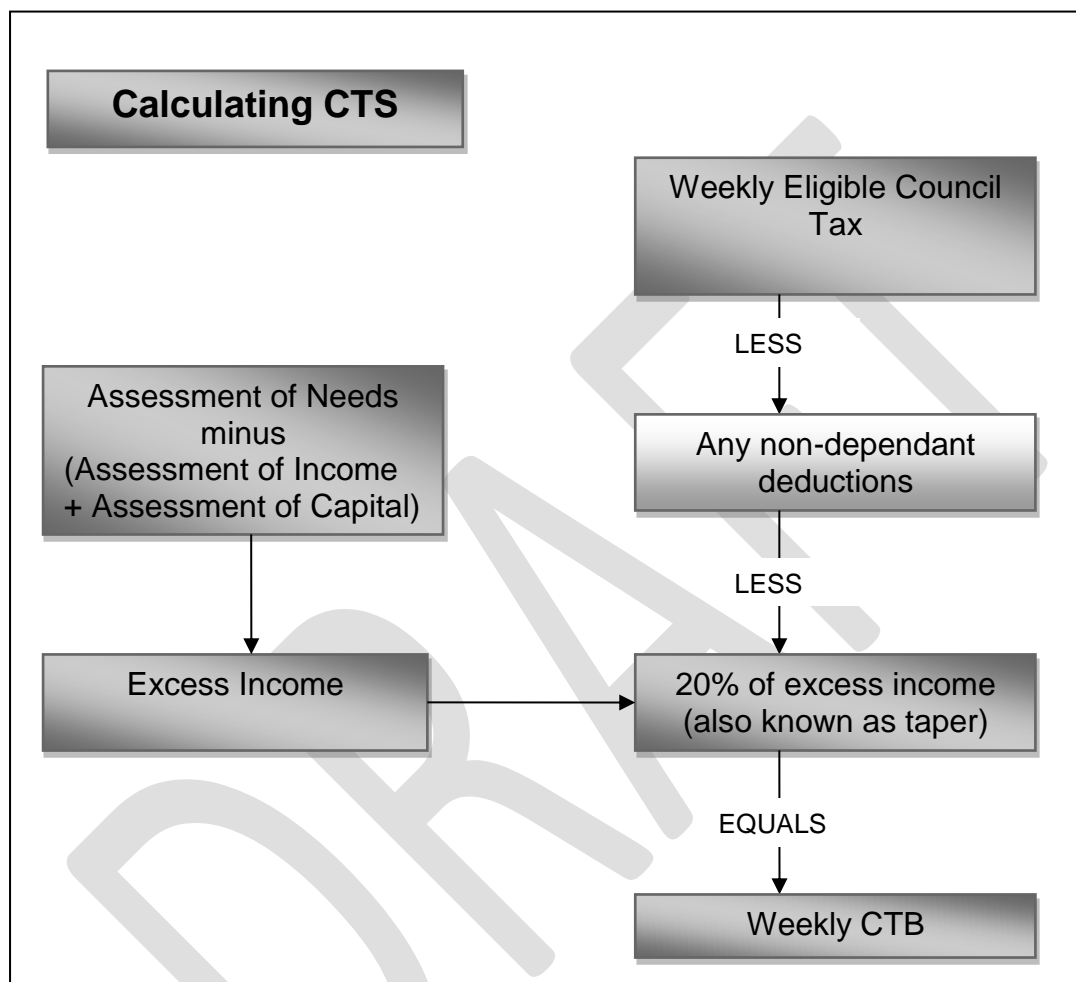 Calculating CTS
Weekly Eligible Council
Tax
LESS
Assessment of Needs
minus
(Assessment of Income
+ Assessment of Capital)
Any non-dependant
deductions
LESS
Excess Income
20% of excess income
(also known as taper)
EQUALS
Weekly CTB
DRAFT